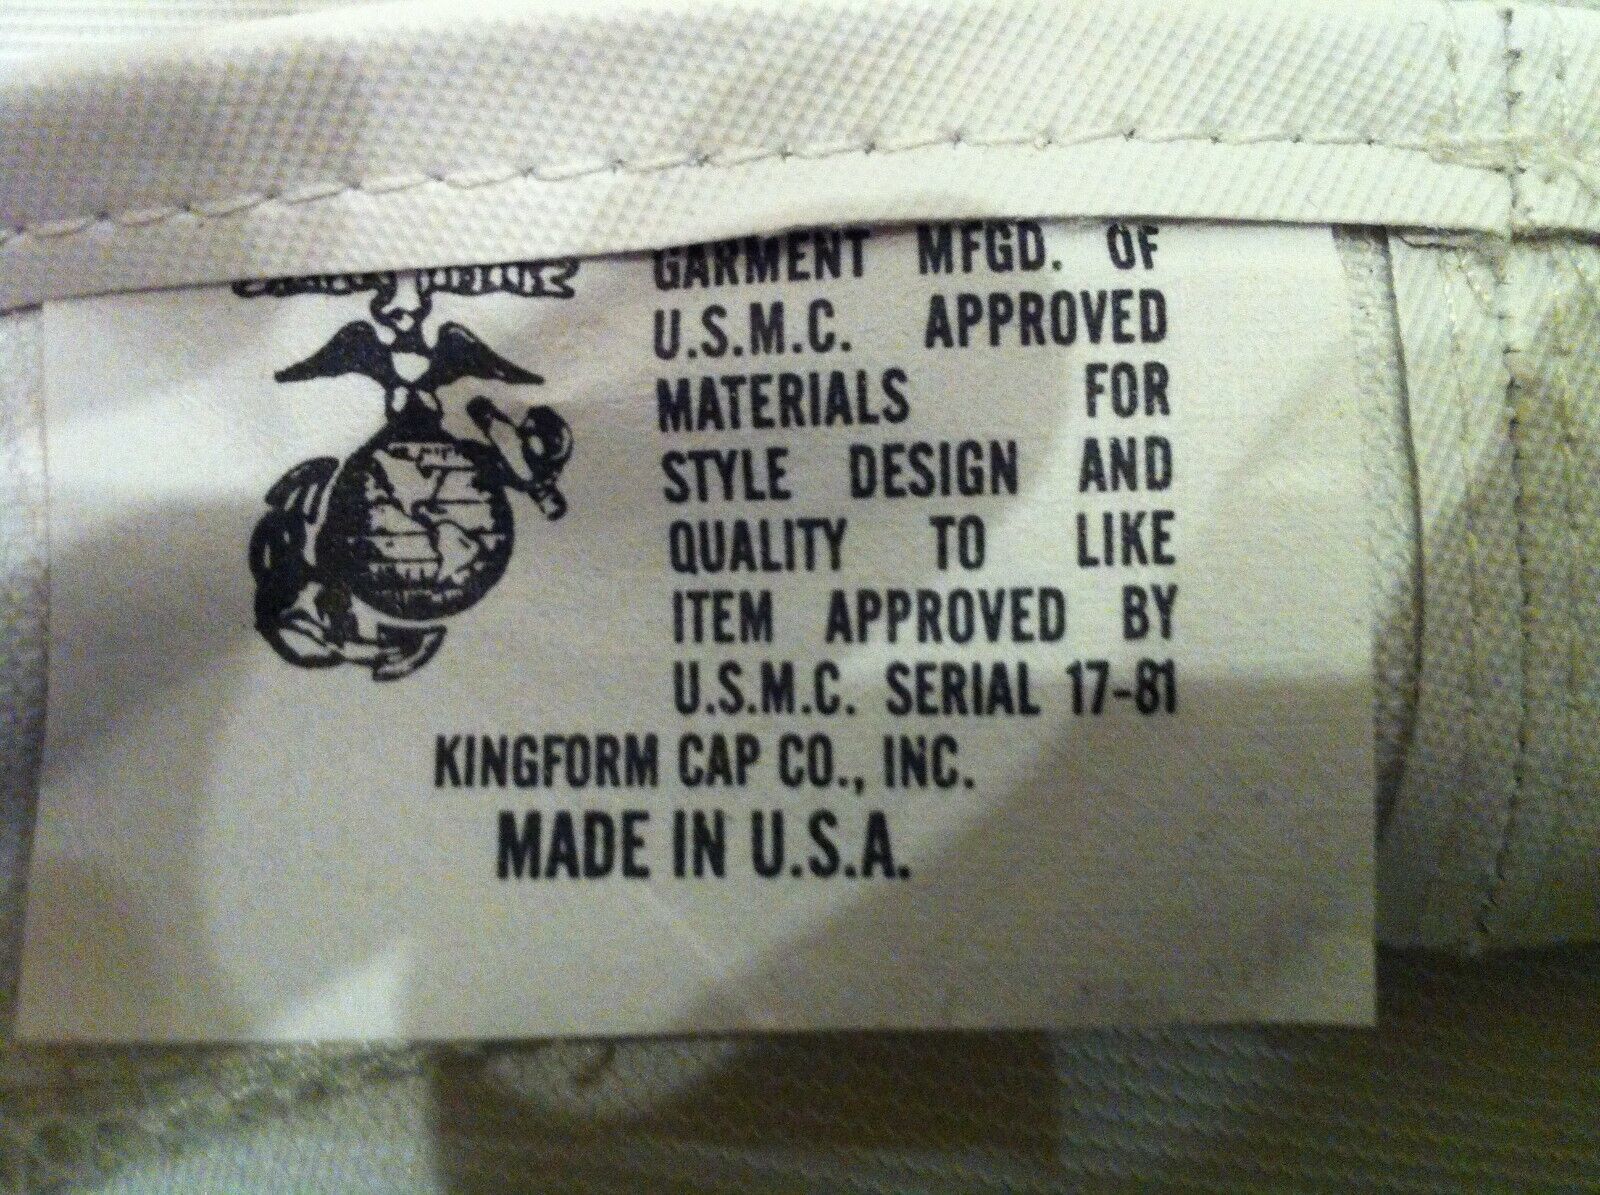 GARMENT MFGD. OF
U.S.M.C. APPROVED
MATERIALS FOR
STYLE DESIGN AND
QUALITY TO LIKE
ITEM APPROVED BY
U.S.M.C. SERIAL 17-81
KINGFORM CAP CO., INC.
MADE IN U.S.A.